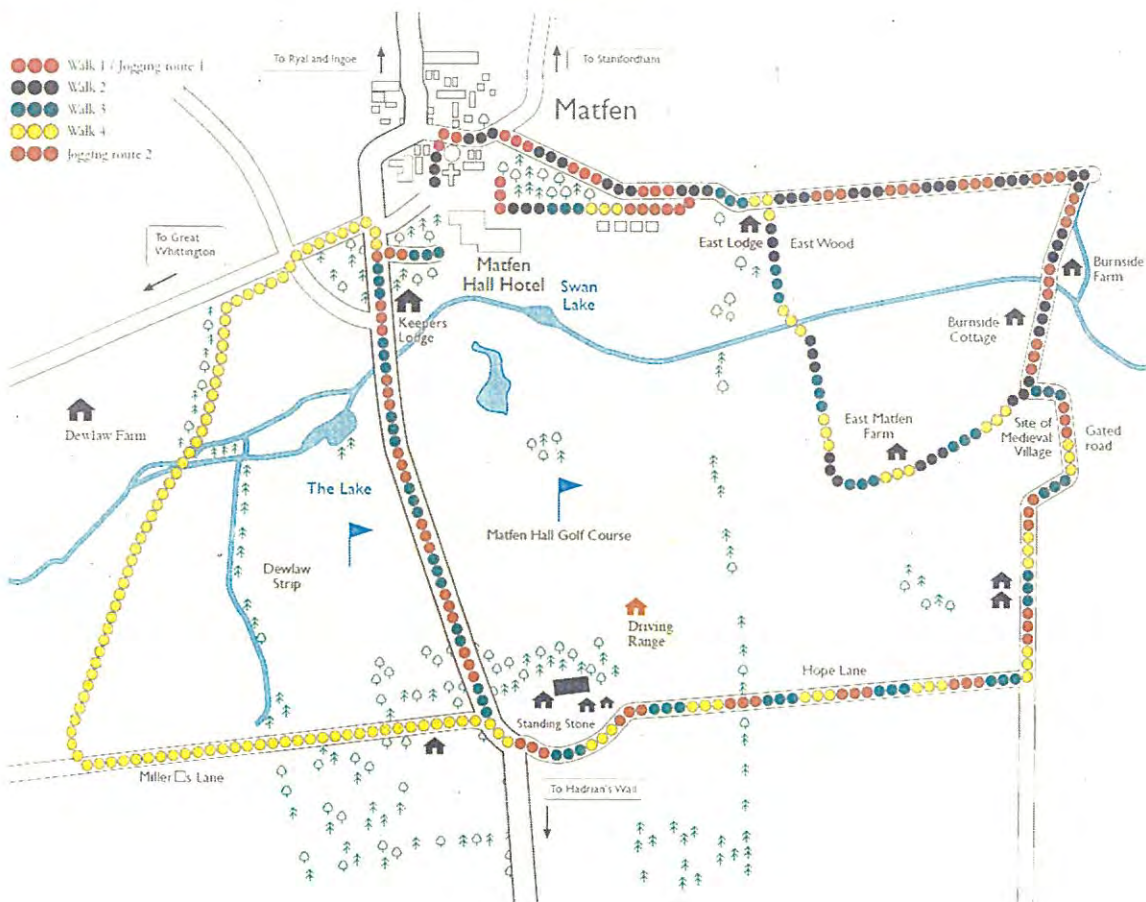 To Ryal and Ingoe
To Stamfordham
Walk 1 / Jogging route 1
Walk 2
Walk 3
Walk 4
Jogging route 2
Matfen
To Great
Whittington
East Lodge
East Wood
Matfen
Hall Hotel
Swan
Lake
Keepers
Lodge
Burnside
Farm
Burnside
Cottage
Dewlaw Farm
East Matfen
Farm
Site of
Medieval
Village
Gated
road
The Lake
Matfen Hall Golf Course
Dewlaw
Strip
Driving
Range
Hope Lane
Standing Stone
Miller□s Lane
To Hadrian's Wall